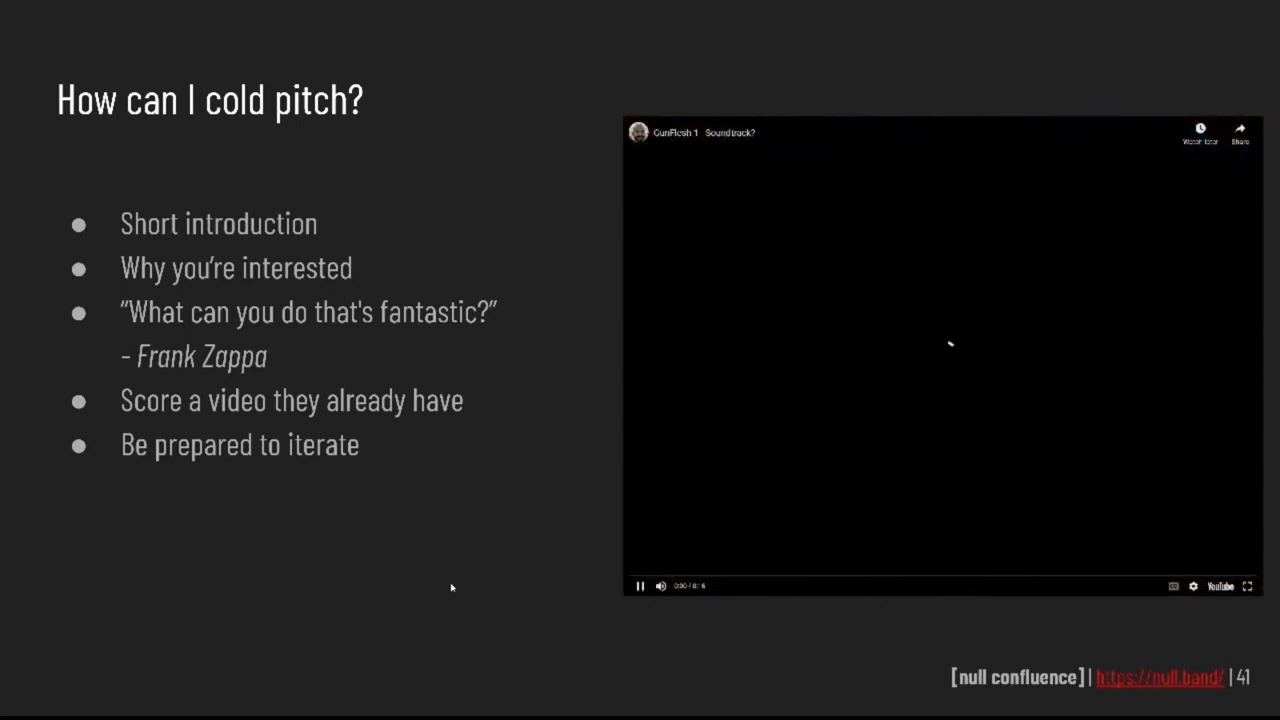 How can I cold pitch?
● Short introduction
● Why you're interested
● “What can you do that's fantastic?”
- Frank Zappa
● Score a video they already have
● Be prepared to iterate
GunFlesh 1 Soundtrack?
Watch later
Share
YouTube
[null confluence] | https://null.band/ | 41